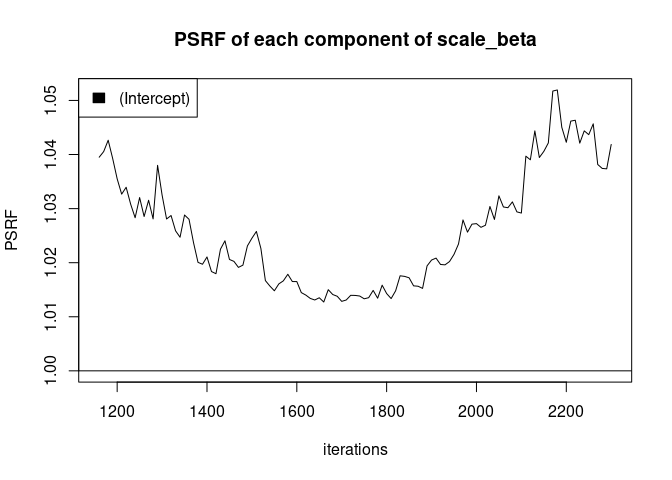 PSRF of each component of scale_beta
(Intercept)
PSRF
1.05
1.04
1.03
1.02
1.01
1.00
1200 1400 1600 1800 2000 2200
iterations